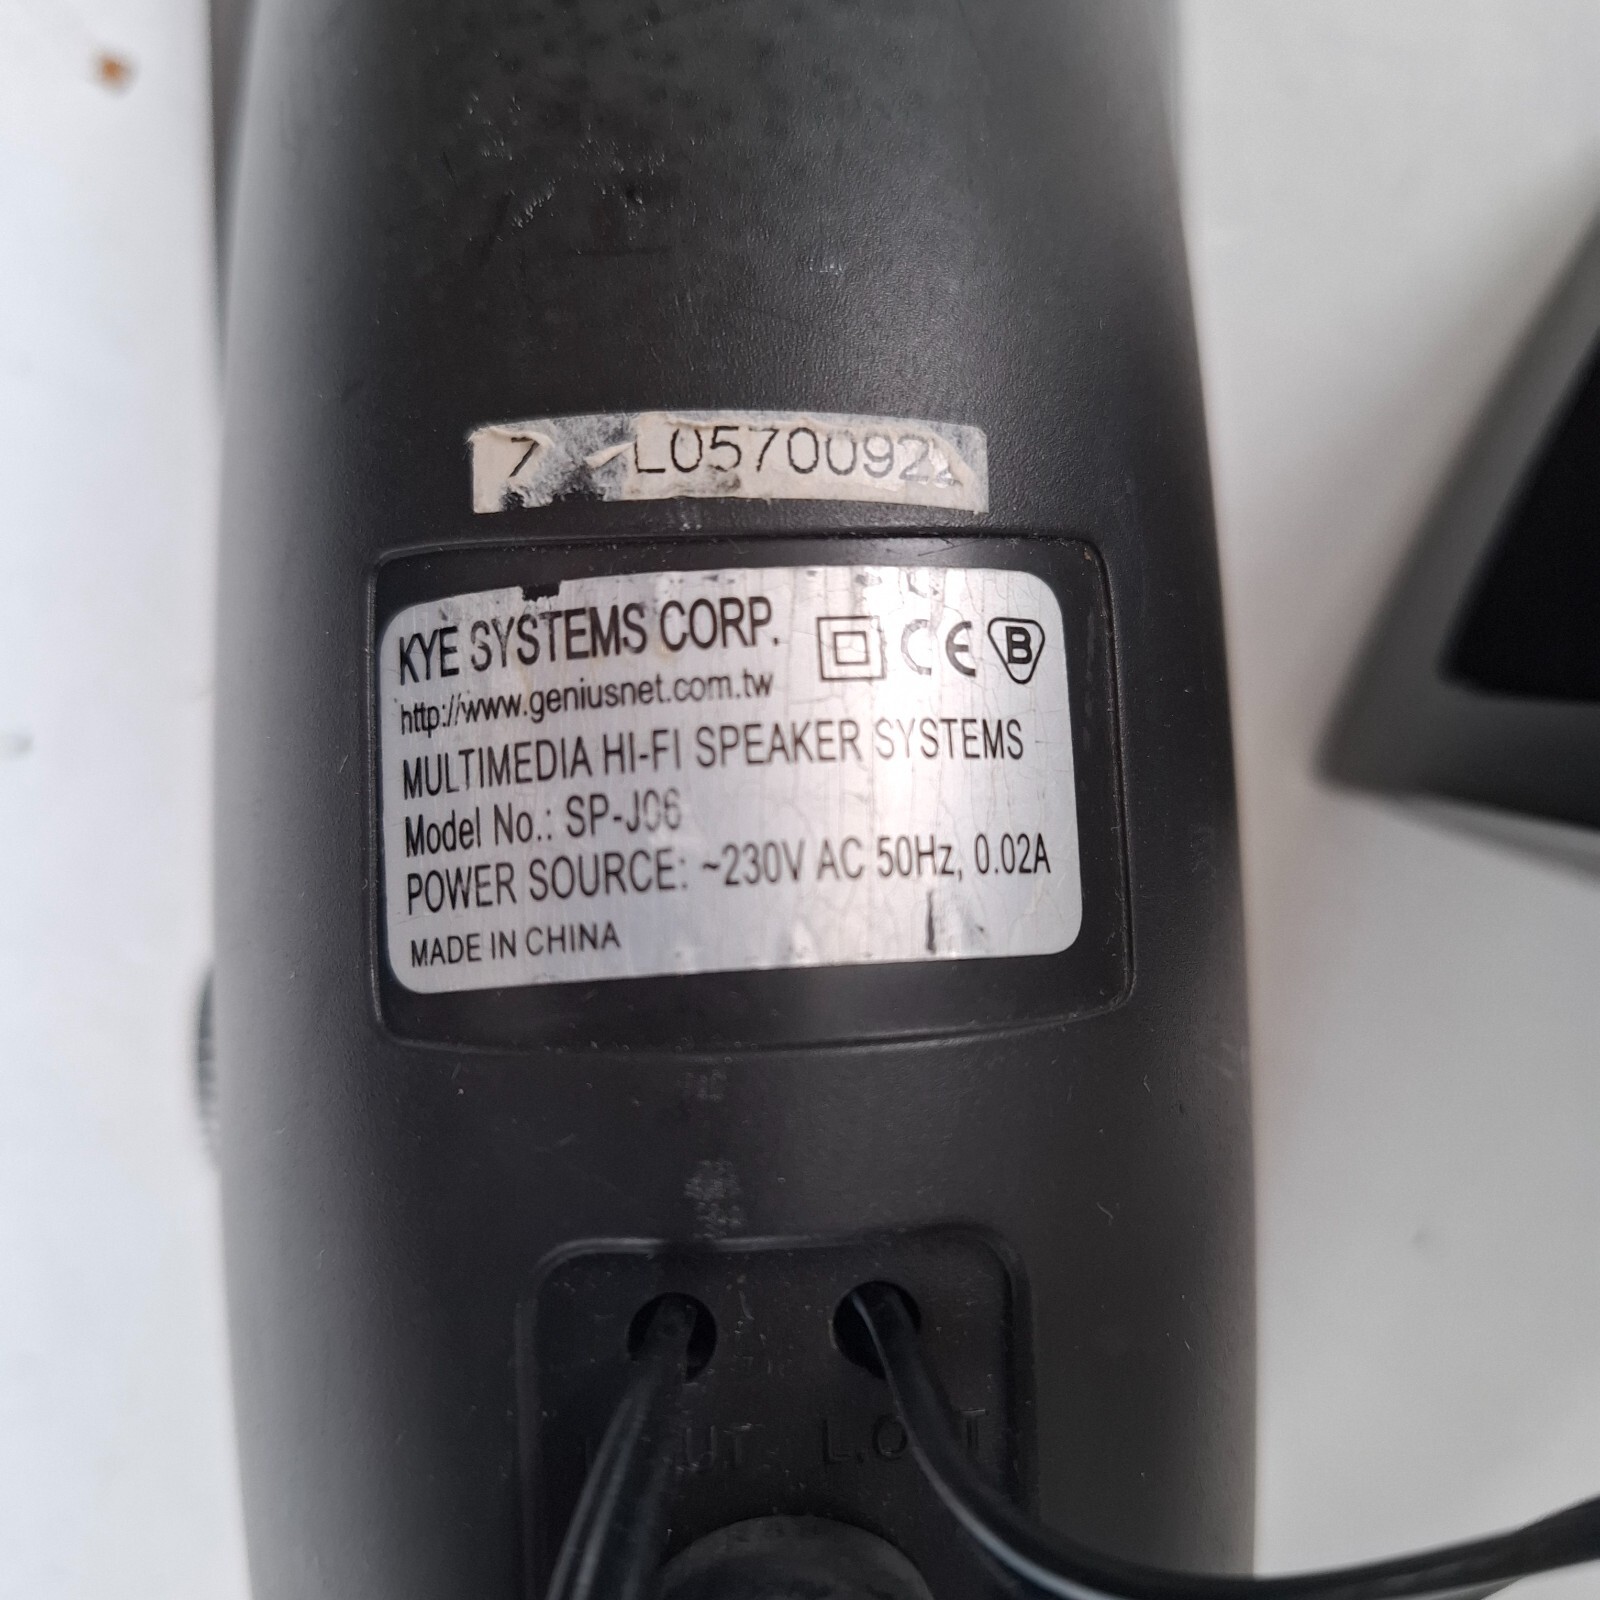 7 L0570092
KYE SYSTEMS CORP. CE B
http://www.geniusnet.com.tw
MULTIMEDIA HI-FI SPEAKER SYSTEMS
Model No.: SP-J06
POWER SOURCE: ~230V AC 50Hz, 0.02A
MADE IN CHINA